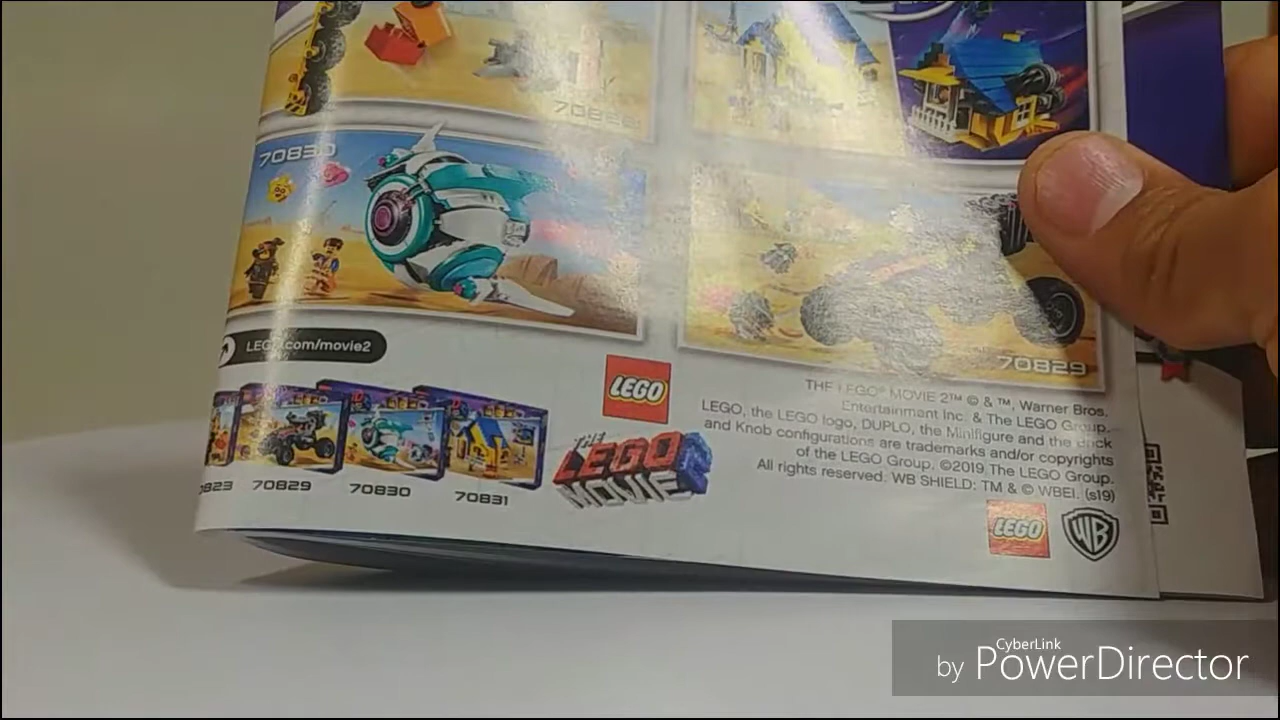 70830
70829
LEGO.com/movie2
LEGO
THE
LEGO
MOVIE 2
70829
70830
70831
THE LEGO® MOVIE 2™ © & ™, Warner Bros.
Entertainment Inc. & The LEGO Group.
LEGO, the LEGO logo, DUPLO, the Minifigure and the Brick
and Knob configurations are trademarks and/or copyrights
of the LEGO Group. ©2019 The LEGO Group.
All rights reserved. WB SHIELD: TM & © WBEI. (s19)
LEGO
WB
CyberLink
by PowerDirector